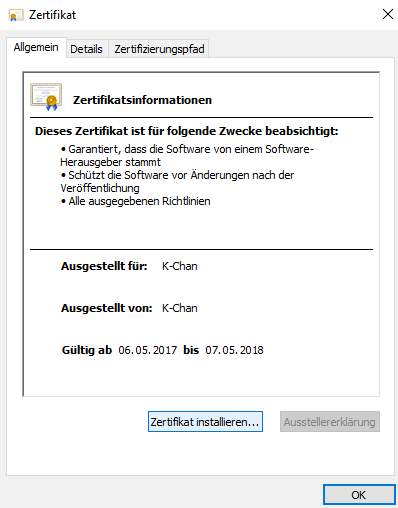 Zertifikat
Allgemein Details Zertifizierungspfad
Zertifikatsinformationen
Dieses Zertifikat ist für folgende Zwecke beabsichtigt:
• Garantiert, dass die Software von einem Software-
Herausgeber stammt
• Schützt die Software vor Änderungen nach der
Veröffentlichung
• Alle ausgegebenen Richtlinien
Ausgestellt für: K-Chan
Ausgestellt von: K-Chan
Gültig ab 06.05.2017 bis 07.05.2018
Zertifikat installieren... Ausstellererklärung
OK